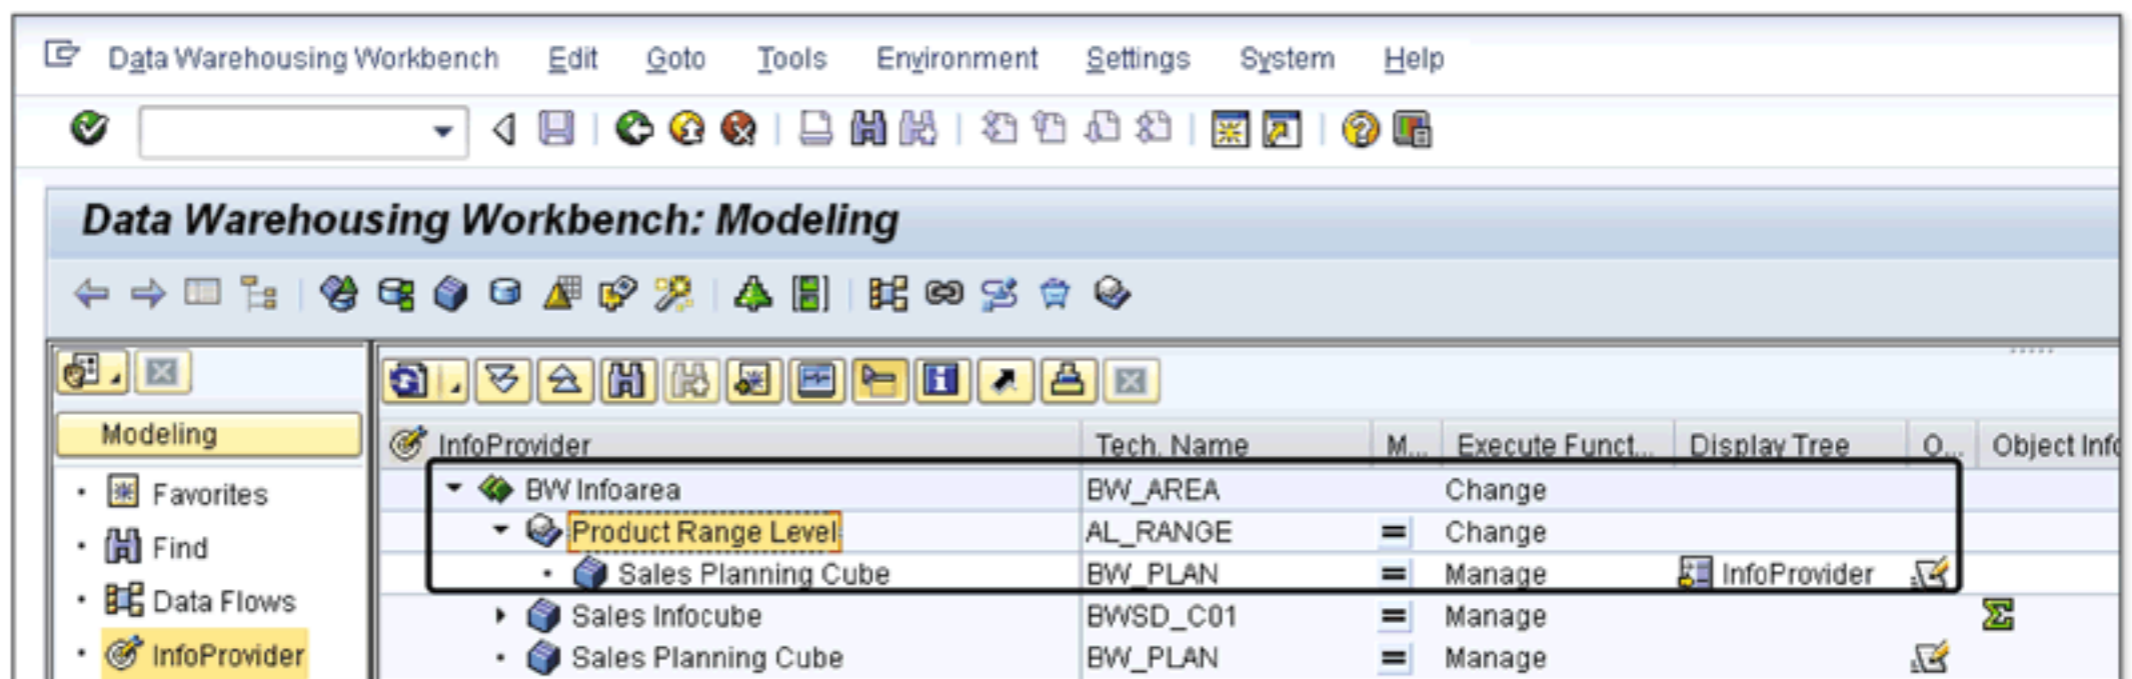 Data Warehousing Workbench Edit Goto Tools Environment Settings System Help
Data Warehousing Workbench: Modeling
Modeling
InfoProvider Tech. Name M... Execute Funct... Display Tree O... Object Info
BW Infoarea BW_AREA Change
Favorites
Product Range Level AL_RANGE = Change
Find
Sales Planning Cube BW_PLAN = Manage InfoProvider
Data Flows
Sales Infocube BWSD_C01 = Manage
InfoProvider
Sales Planning Cube BW_PLAN = Manage